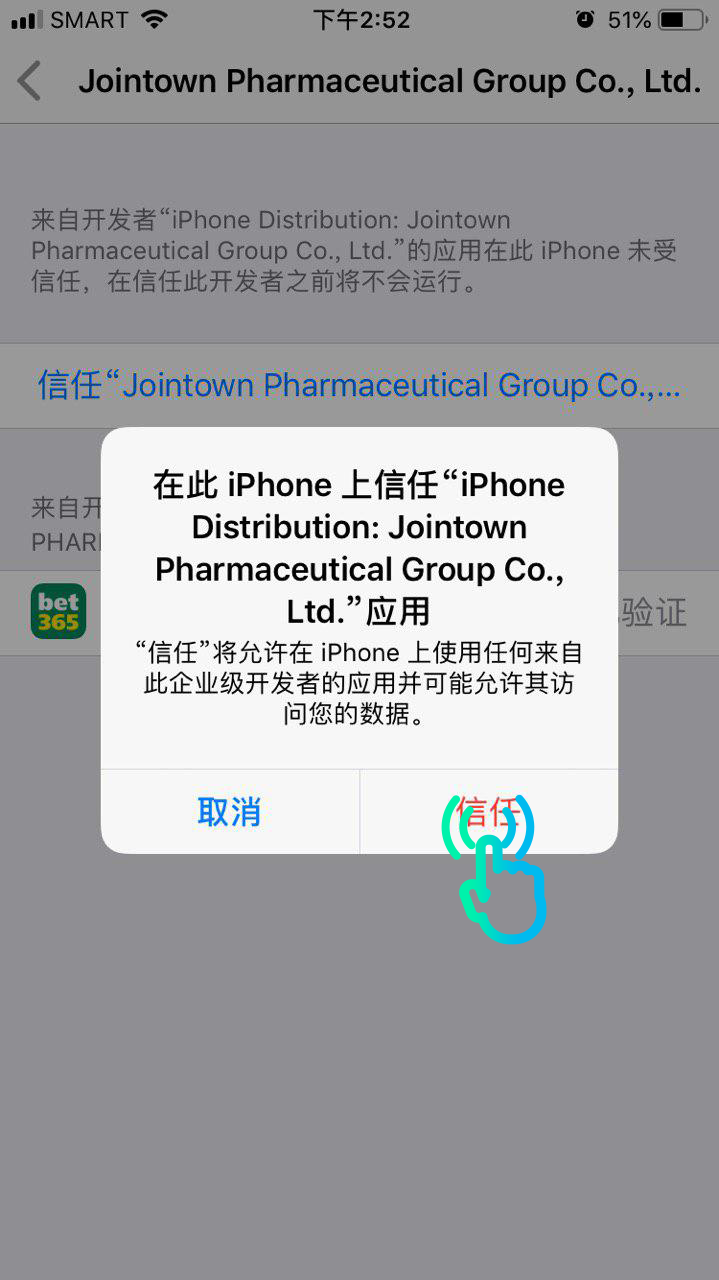 SMART 下午2:52 51%
Jointown Pharmaceutical Group Co., Ltd.
来自开发者“iPhone Distribution: Jointown
Pharmaceutical Group Co., Ltd.”的应用在此 iPhone 未受
信任，在信任此开发者之前将不会运行。
信任“Jointown Pharmaceutical Group Co.,...
在此 iPhone 上信任“iPhone
Distribution: Jointown
Pharmaceutical Group Co.,
Ltd.”应用
“信任”将允许在 iPhone 上使用任何来自
此企业级开发者的应用并可能允许其访
问您的数据。
取消 信任
来自开
PHAR
bet
365
验证